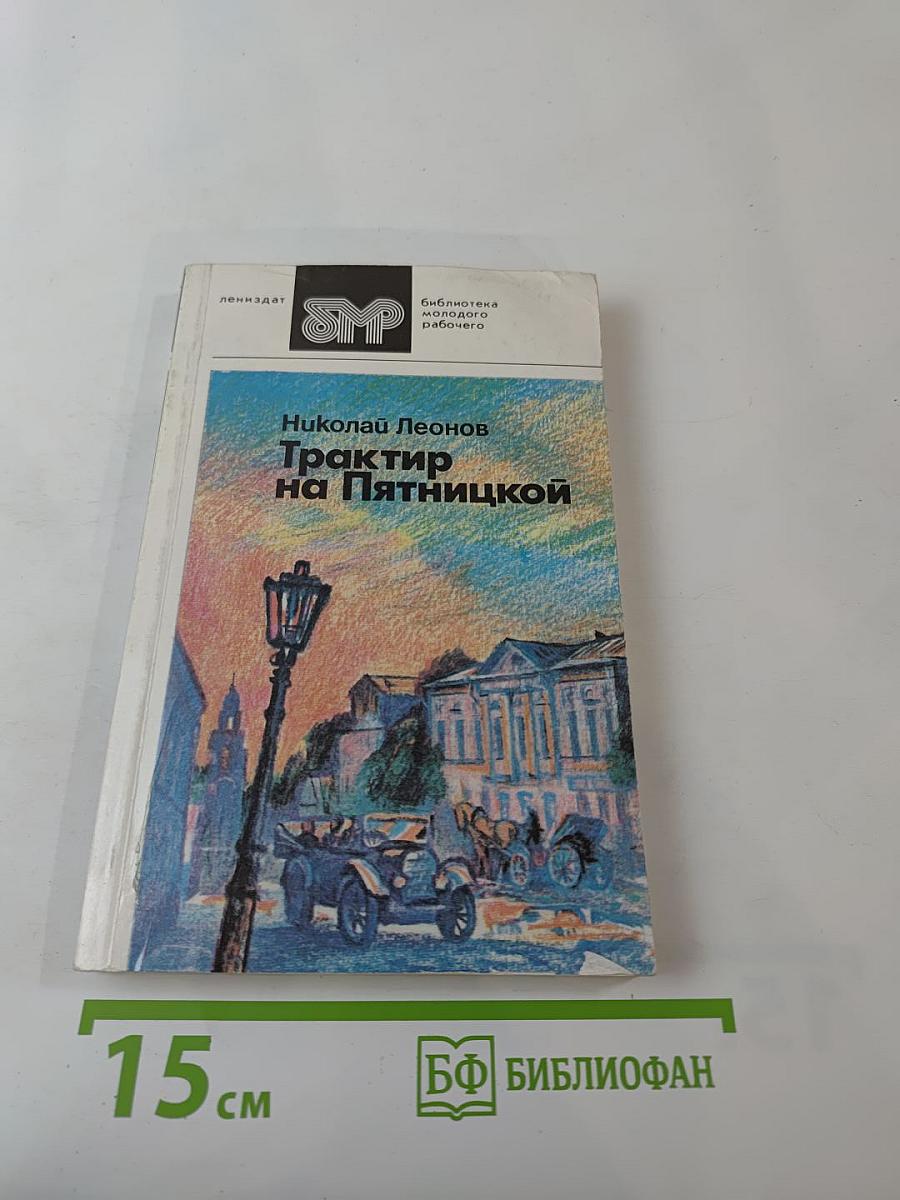 лениздат
бмр
библиотека
молодого
рабочего
Николай Леонов
Трактир
на Пятницкой
15 см
БФ БИБЛИОФАН